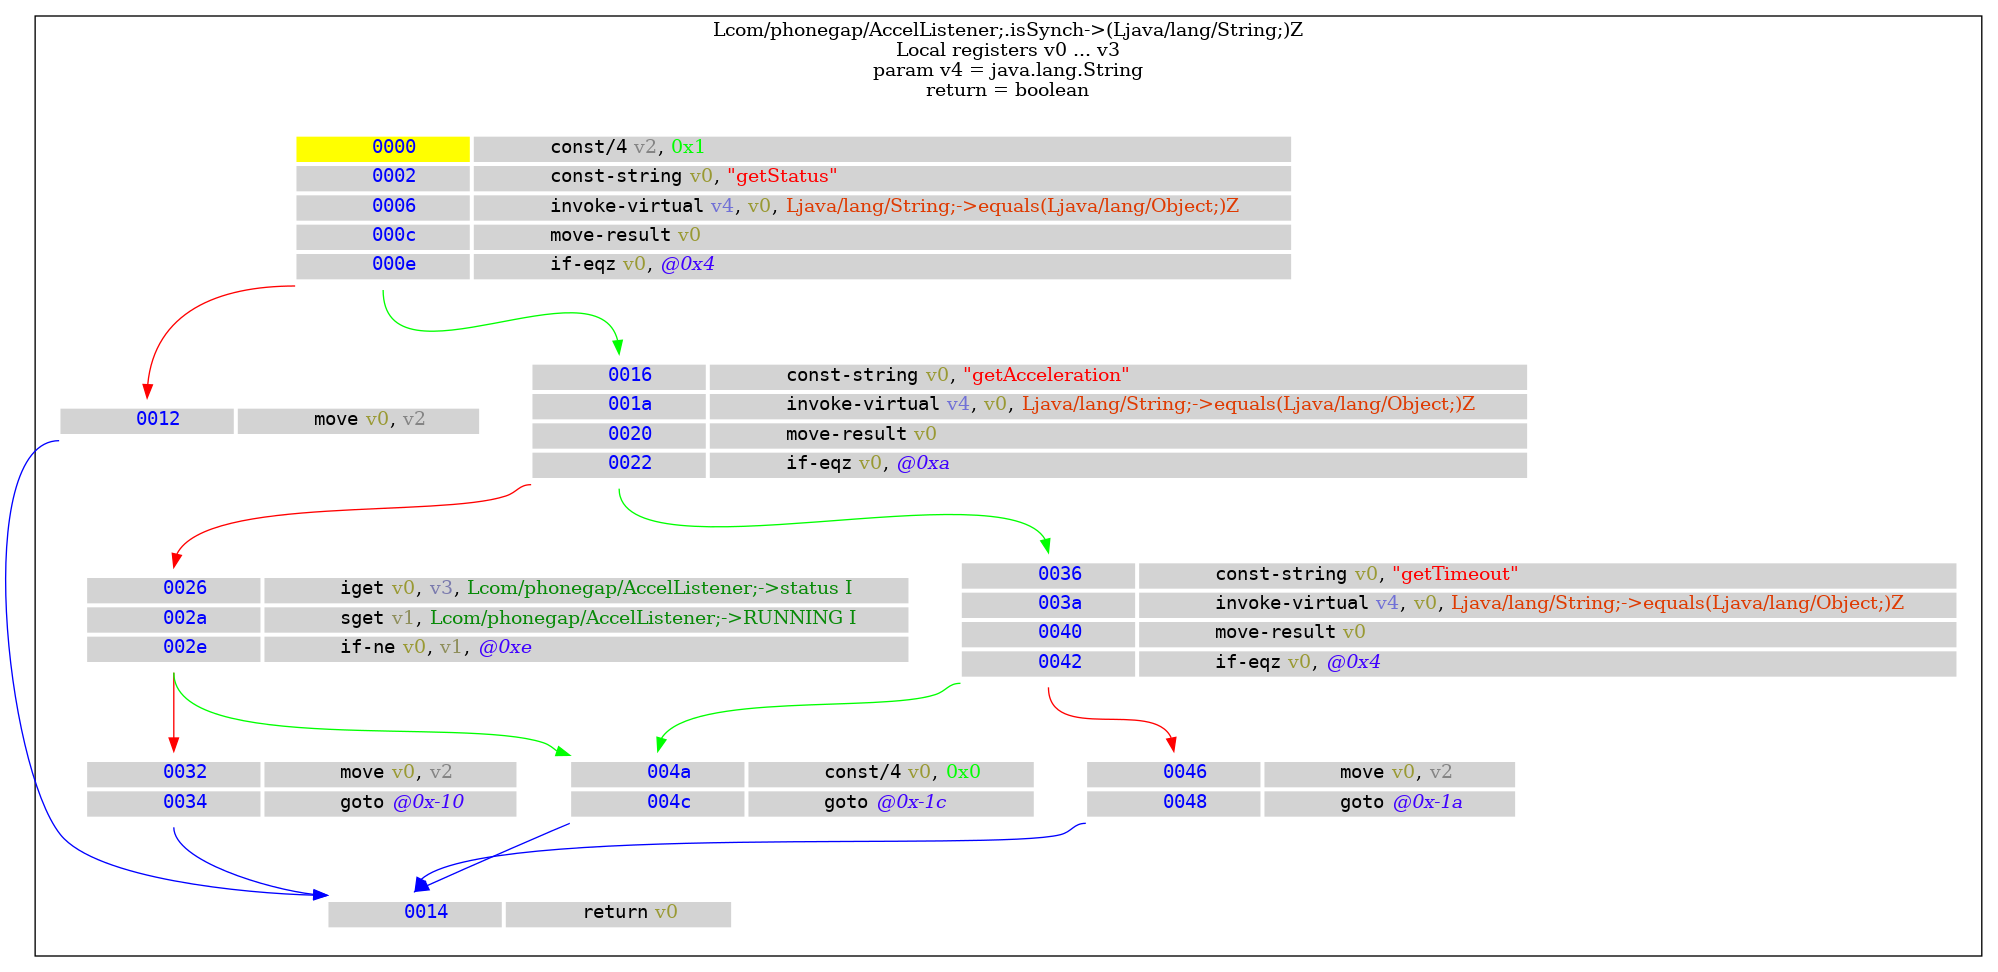 Lcom/phonegap/AccelListener;.isSynch->(Ljava/lang/String;)Z
Local registers v0 ... v3
param v4 = java.lang.String
return = boolean
0000 const/4 v2, 0x1
0002 const-string v0, "getStatus"
0006 invoke-virtual v4, v0, Ljava/lang/String;->equals(Ljava/lang/Object;)Z
000c move-result v0
000e if-eqz v0, @0x4
0012 move v0, v2
0016 const-string v0, "getAcceleration"
001a invoke-virtual v4, v0, Ljava/lang/String;->equals(Ljava/lang/Object;)Z
0020 move-result v0
0022 if-eqz v0, @0xa
0026 iget v0, v3, Lcom/phonegap/AccelListener;->status I
002a sget v1, Lcom/phonegap/AccelListener;->RUNNING I
002e if-ne v0, v1, @0xe
0036 const-string v0, "getTimeout"
003a invoke-virtual v4, v0, Ljava/lang/String;->equals(Ljava/lang/Object;)Z
0040 move-result v0
0042 if-eqz v0, @0x4
0032 move v0, v2
0034 goto @0x-10
004a const/4 v0, 0x0
004c goto @0x-1c
0046 move v0, v2
0048 goto @0x-1a
0014 return v0